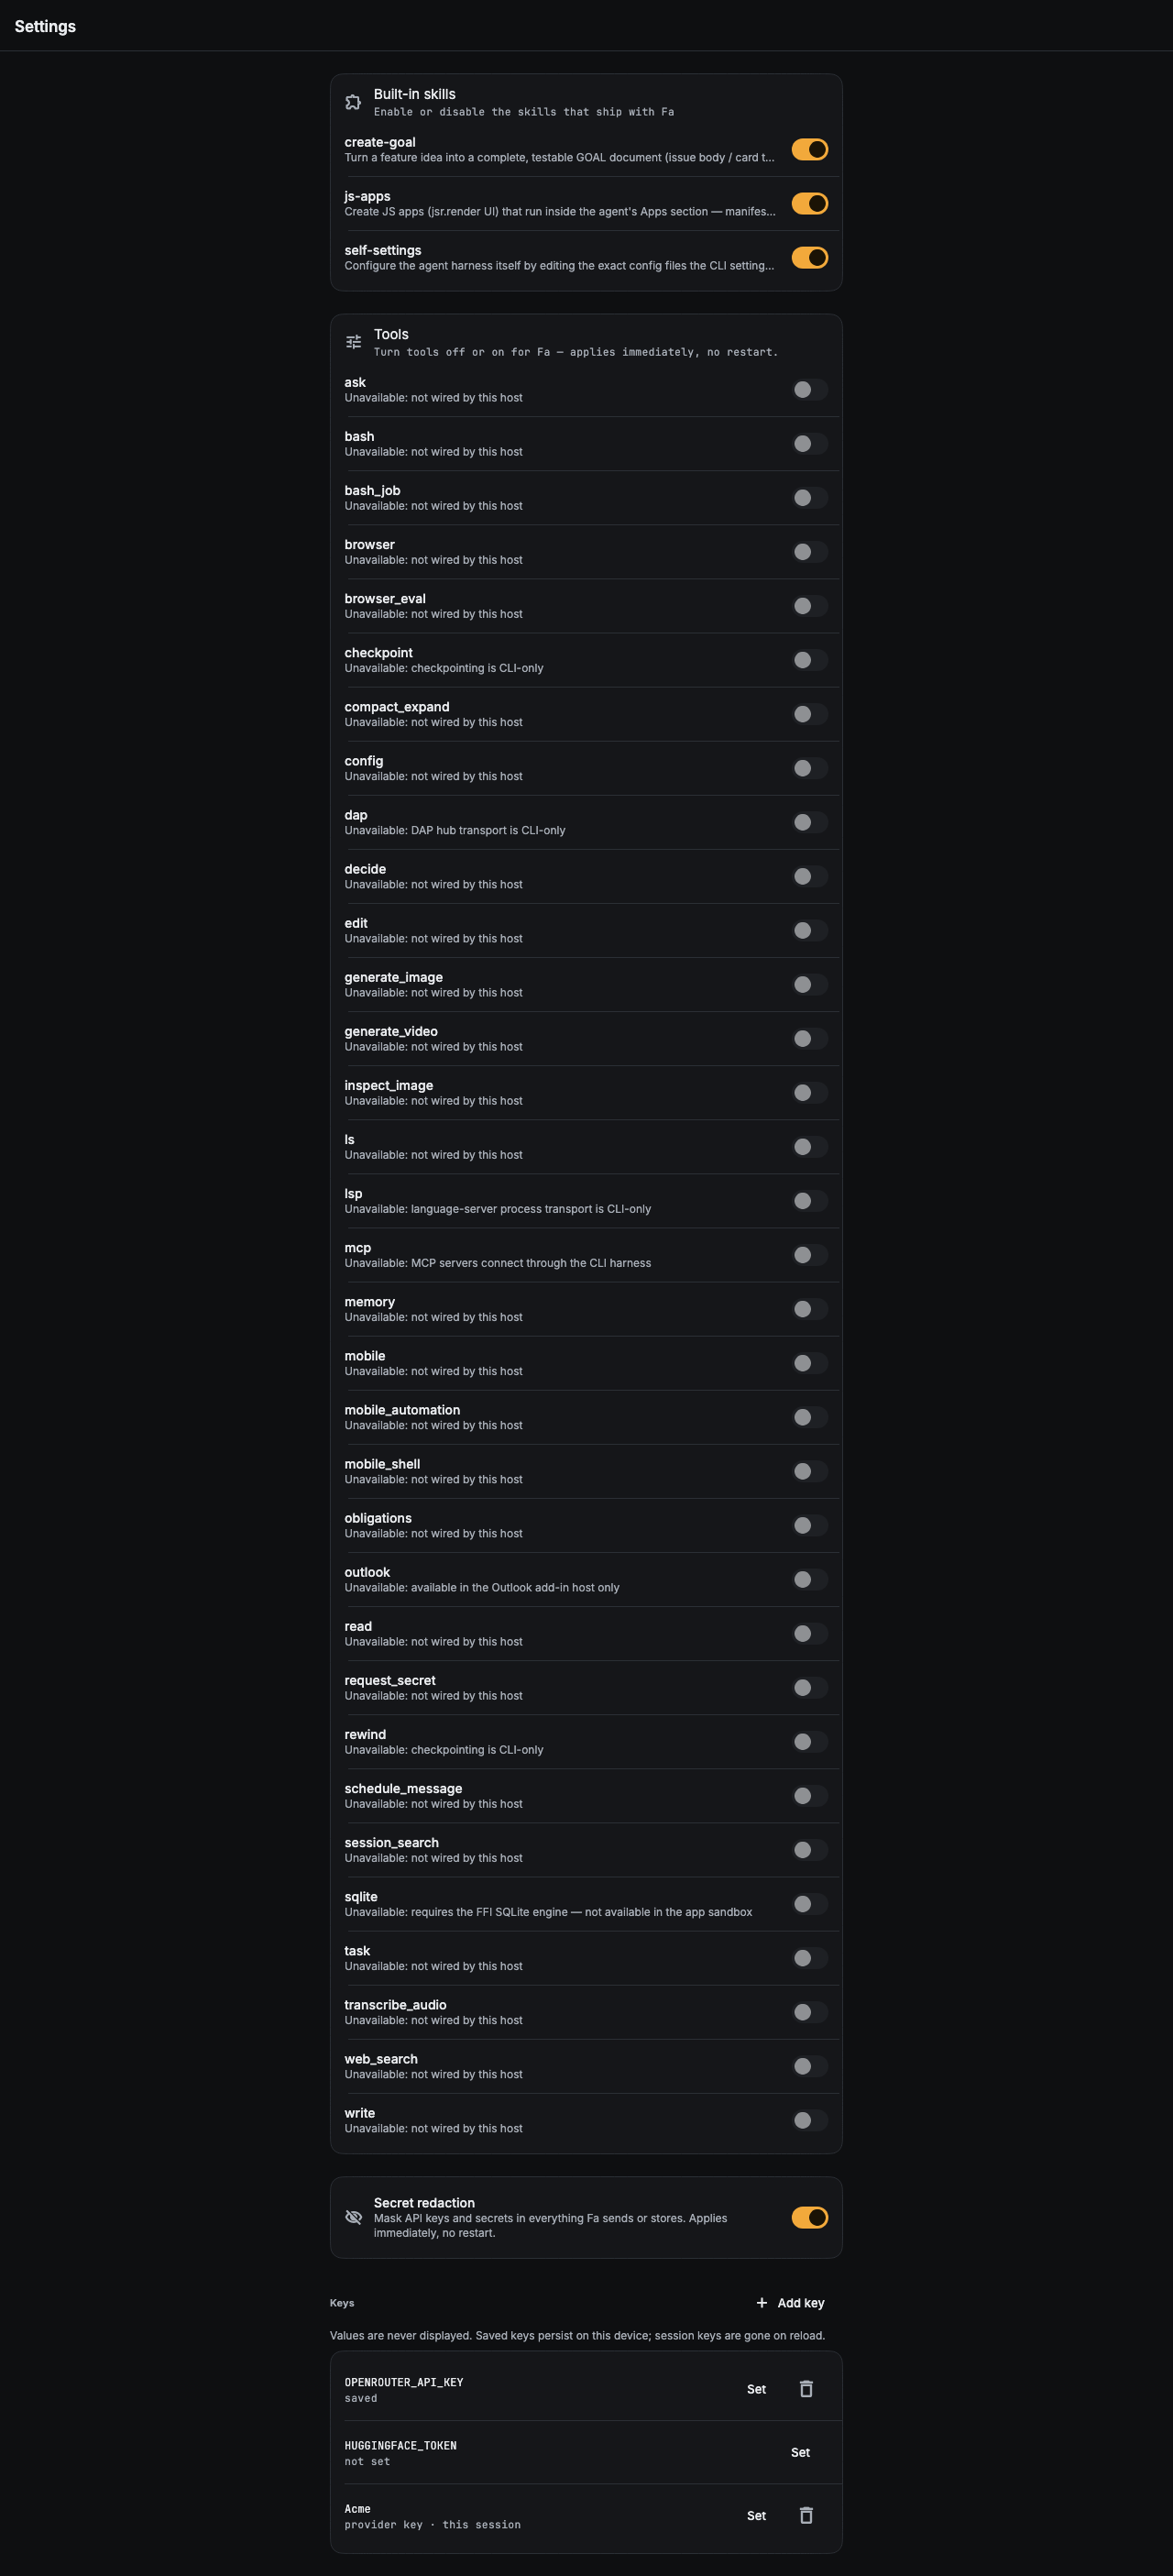 Settings
Built-in skills
Enable or disable the skills that ship with Fa
create-goal
Turn a feature idea into a complete, testable GOAL document (issue body / card t...
js-apps
Create JS apps (jsr.render UI) that run inside the agent's Apps section — manifes...
self-settings
Configure the agent harness itself by editing the exact config files the CLI setting...
Tools
Turn tools off or on for Fa — applies immediately, no restart.
ask
Unavailable: not wired by this host
bash
Unavailable: not wired by this host
bash_job
Unavailable: not wired by this host
browser
Unavailable: not wired by this host
browser_eval
Unavailable: not wired by this host
checkpoint
Unavailable: checkpointing is CLI-only
compact_expand
Unavailable: not wired by this host
config
Unavailable: not wired by this host
dap
Unavailable: DAP hub transport is CLI-only
decide
Unavailable: not wired by this host
edit
Unavailable: not wired by this host
generate_image
Unavailable: not wired by this host
generate_video
Unavailable: not wired by this host
inspect_image
Unavailable: not wired by this host
ls
Unavailable: not wired by this host
lsp
Unavailable: language-server process transport is CLI-only
mcp
Unavailable: MCP servers connect through the CLI harness
memory
Unavailable: not wired by this host
mobile
Unavailable: not wired by this host
mobile_automation
Unavailable: not wired by this host
mobile_shell
Unavailable: not wired by this host
obligations
Unavailable: not wired by this host
outlook
Unavailable: available in the Outlook add-in host only
read
Unavailable: not wired by this host
request_secret
Unavailable: not wired by this host
rewind
Unavailable: checkpointing is CLI-only
schedule_message
Unavailable: not wired by this host
session_search
Unavailable: not wired by this host
sqlite
Unavailable: requires the FFI SQLite engine — not available in the app sandbox
task
Unavailable: not wired by this host
transcribe_audio
Unavailable: not wired by this host
web_search
Unavailable: not wired by this host
write
Unavailable: not wired by this host
Secret redaction
Mask API keys and secrets in everything Fa sends or stores. Applies
immediately, no restart.
Keys
Add key
Values are never displayed. Saved keys persist on this device; session keys are gone on reload.
OPENROUTER_API_KEY
saved
Set
HUGGINGFACE_TOKEN
not set
Set
Acme
provider key · this session
Set